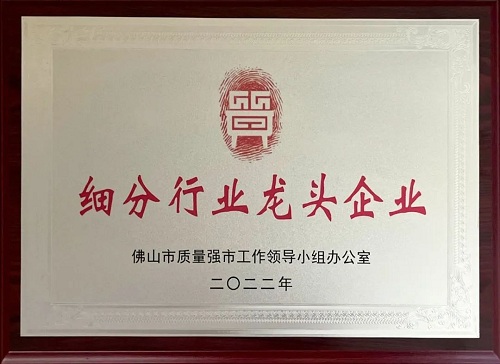 细分行业龙头企业
佛山市质量强市工作领导小组办公室
二〇二二年